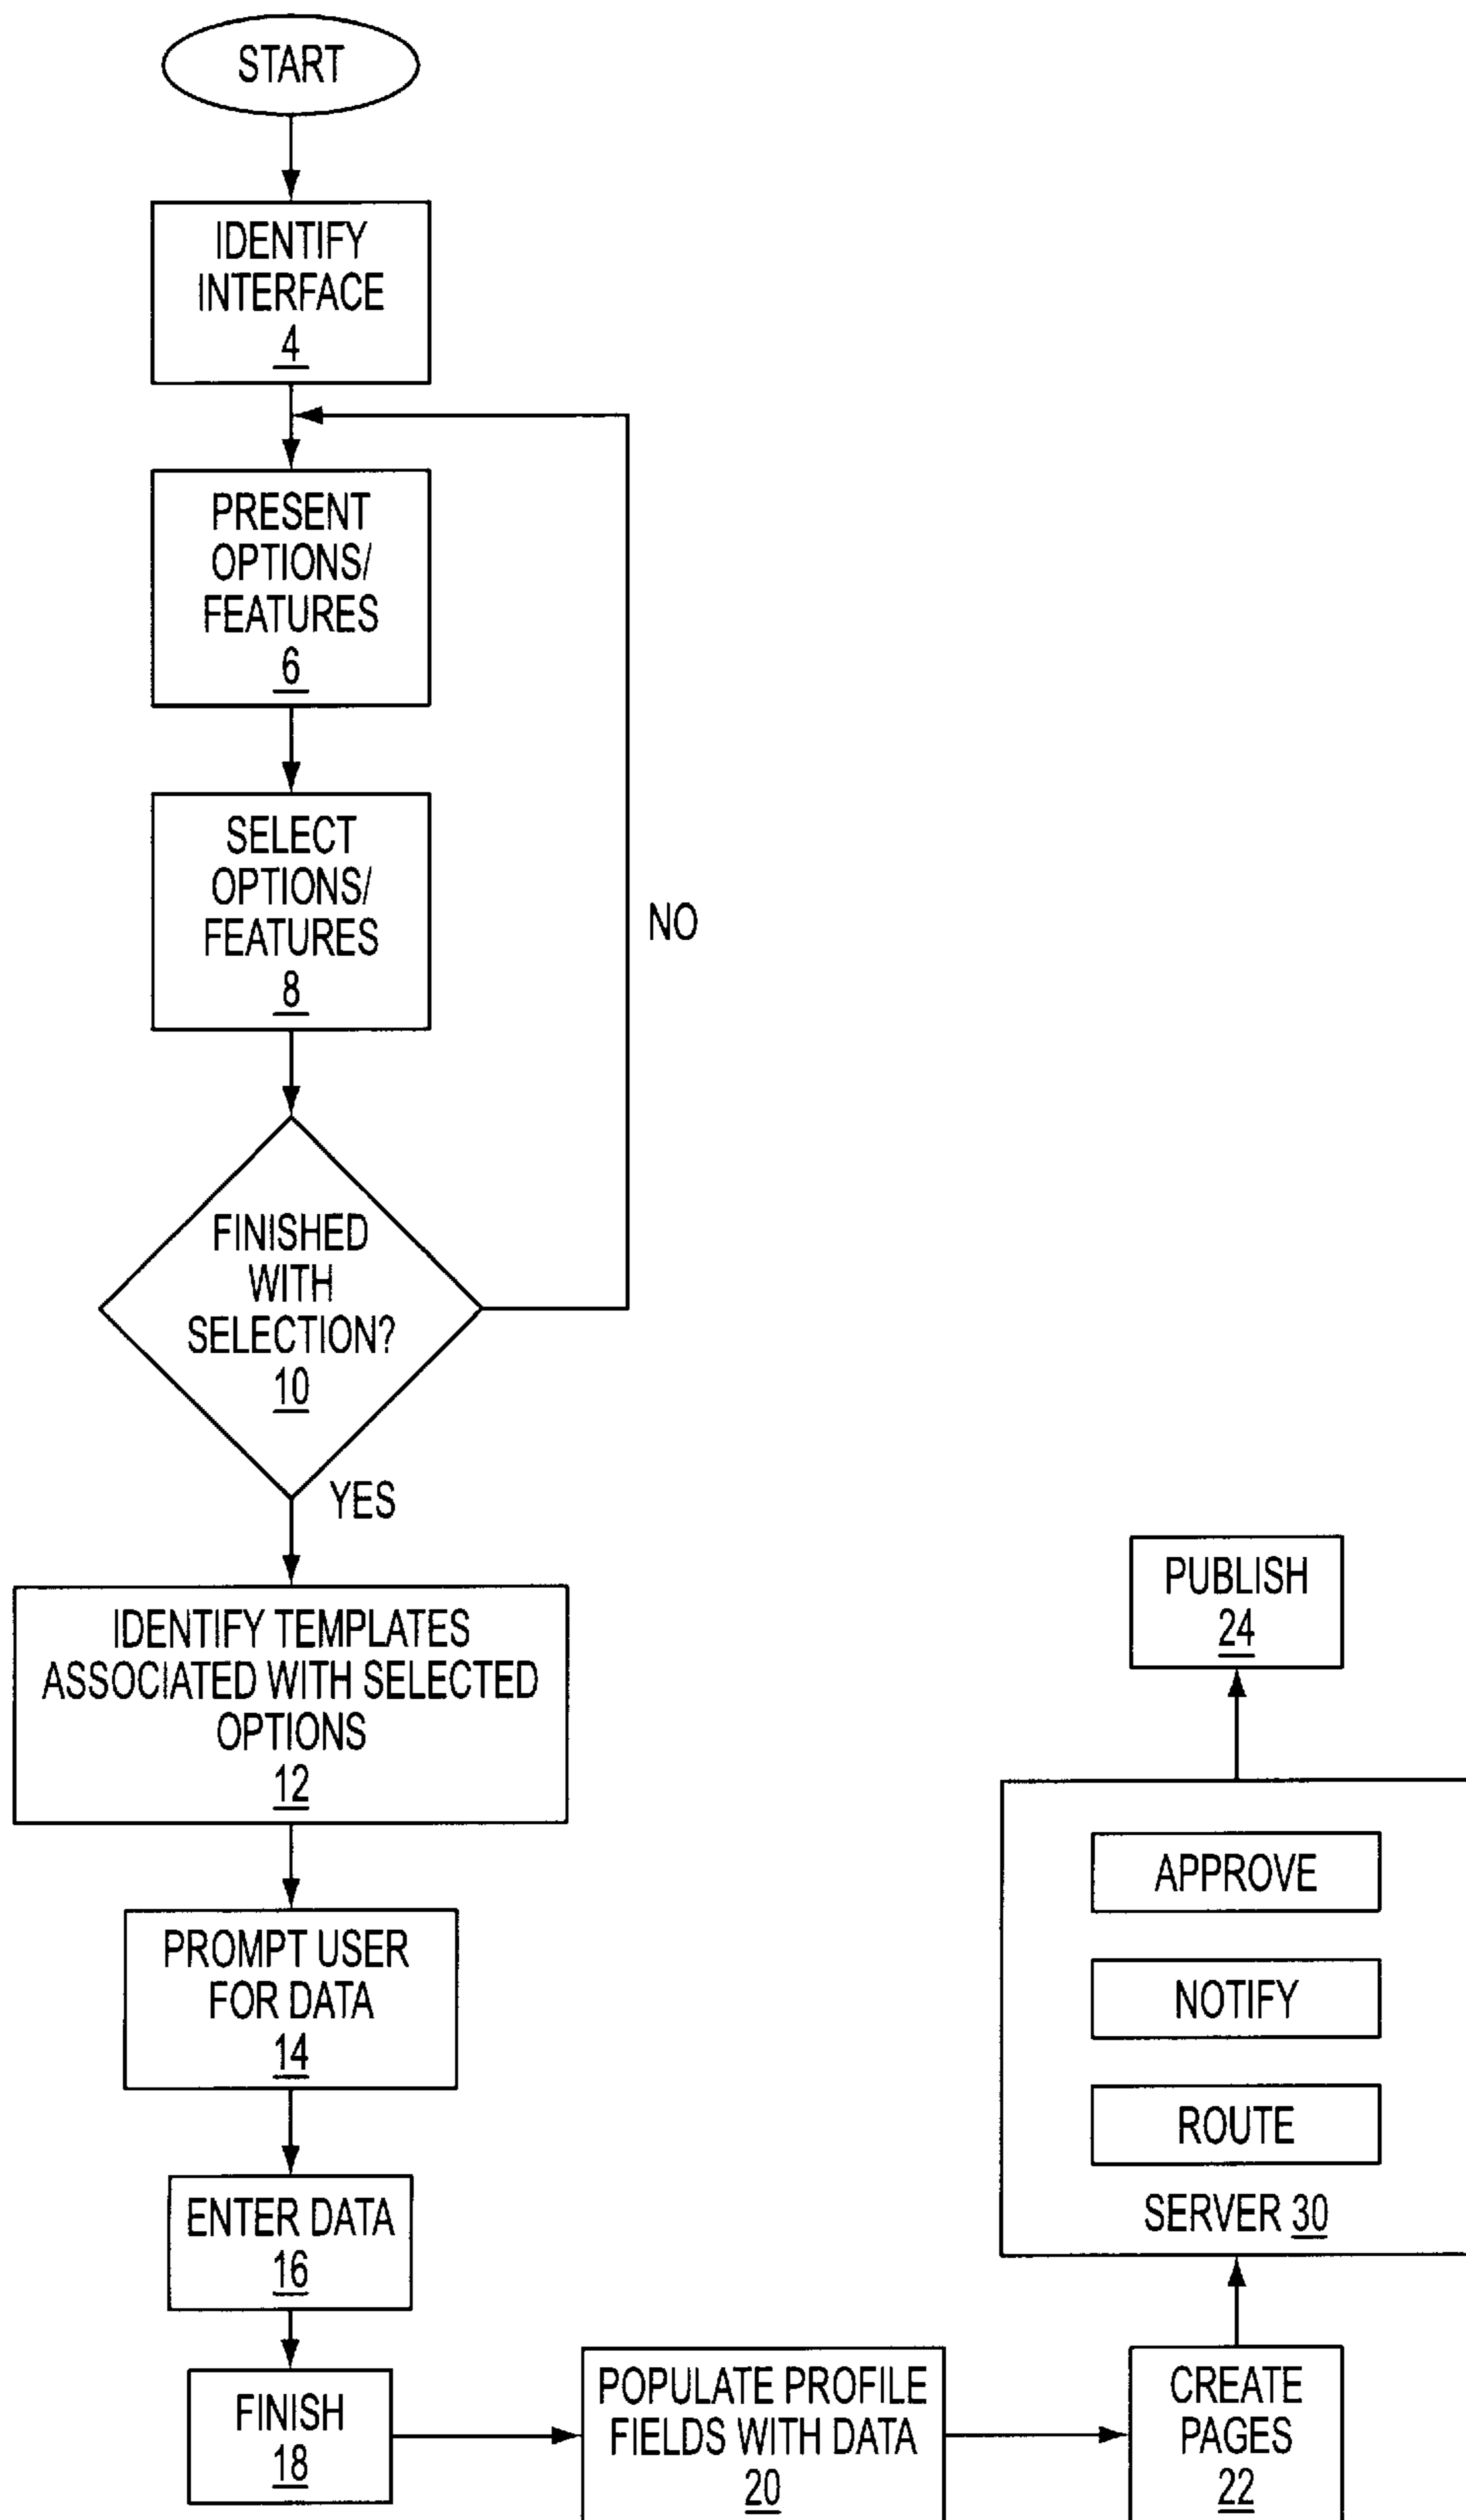 START
IDENTIFY
INTERFACE
4
PRESENT
OPTIONS/
FEATURES
6
SELECT
OPTIONS/
FEATURES
8
NO
FINISHED
WITH
SELECTION?
10
YES
IDENTIFY TEMPLATES
ASSOCIATED WITH SELECTED
OPTIONS
12
PROMPT USER
FOR DATA
14
ENTER DATA
16
FINISH
18
POPULATE PROFILE
FIELDS WITH DATA
20
CREATE
PAGES
22
PUBLISH
24
APPROVE
NOTIFY
ROUTE
SERVER 30